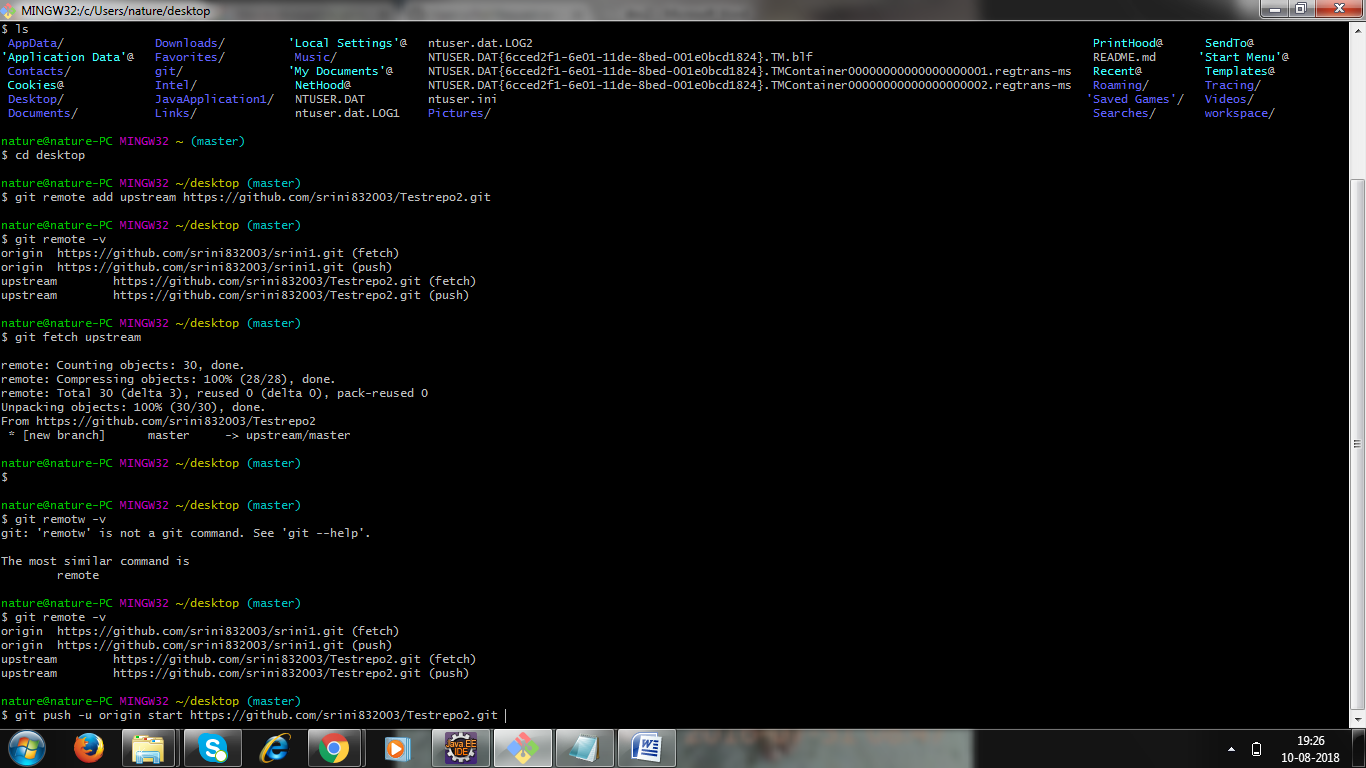 MINGW32:/c/Users/nature/desktop
$ ls
AppData/ Downloads/ 'Local Settings'@ ntuser.dat.LOG2 PrintHood@ SendTo@
'Application Data'@ Favorites/ Music/ NTUSER.DAT{6cced2f1-6e01-11de-8bed-001e0bcd1824}.TM.blf README.md 'Start Menu'@
Contacts/ git/ 'My Documents'@ NTUSER.DAT{6cced2f1-6e01-11de-8bed-001e0bcd1824}.TMContainer00000000000000000001.regtrans-ms Recent@ Templates@
Cookies@ Intel/ NetHood@ NTUSER.DAT{6cced2f1-6e01-11de-8bed-001e0bcd1824}.TMContainer00000000000000000002.regtrans-ms Roaming/ Tracing/
Desktop/ JavaApplication1/ NTUSER.DAT ntuser.ini 'Saved Games'/ Videos/
Documents/ Links/ ntuser.dat.LOG1 Pictures/ Searches/ workspace/
nature@nature-PC MINGW32 ~ (master)
$ cd desktop
nature@nature-PC MINGW32 ~/desktop (master)
$ git remote add upstream https://github.com/srini832003/Testrepo2.git
nature@nature-PC MINGW32 ~/desktop (master)
$ git remote -v
origin https://github.com/srini832003/srini1.git (fetch)
origin https://github.com/srini832003/srini1.git (push)
upstream https://github.com/srini832003/Testrepo2.git (fetch)
upstream https://github.com/srini832003/Testrepo2.git (push)
nature@nature-PC MINGW32 ~/desktop (master)
$ git fetch upstream
remote: Counting objects: 30, done.
remote: Compressing objects: 100% (28/28), done.
remote: Total 30 (delta 3), reused 0 (delta 0), pack-reused 0
Unpacking objects: 100% (30/30), done.
From https://github.com/srini832003/Testrepo2
* [new branch] master -> upstream/master
nature@nature-PC MINGW32 ~/desktop (master)
$
nature@nature-PC MINGW32 ~/desktop (master)
$ git remotw -v
git: 'remotw' is not a git command. See 'git --help'.
The most similar command is
remote
nature@nature-PC MINGW32 ~/desktop (master)
$ git remote -v
origin https://github.com/srini832003/srini1.git (fetch)
origin https://github.com/srini832003/srini1.git (push)
upstream https://github.com/srini832003/Testrepo2.git (fetch)
upstream https://github.com/srini832003/Testrepo2.git (push)
nature@nature-PC MINGW32 ~/desktop (master)
$ git push -u origin start https://github.com/srini832003/Testrepo2.git
Java EE
IDE
19:26
10-08-2018